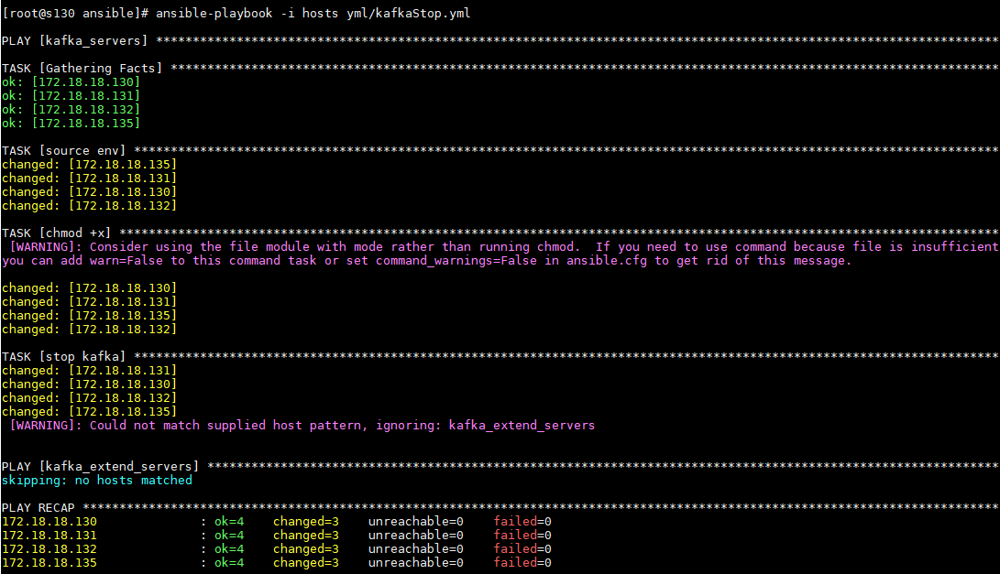 [root@s130 ansible]# ansible-playbook -i hosts yml/kafkaStop.yml
PLAY [kafka_servers] *******************************************************************************************************************
TASK [Gathering Facts] *****************************************************************************************************************
ok: [172.18.18.130]
ok: [172.18.18.131]
ok: [172.18.18.132]
ok: [172.18.18.135]
TASK [source env] **********************************************************************************************************************
changed: [172.18.18.135]
changed: [172.18.18.131]
changed: [172.18.18.130]
changed: [172.18.18.132]
TASK [chmod +x] ************************************************************************************************************************
[WARNING]: Consider using the file module with mode rather than running chmod.  If you need to use command because file is insufficient
you can add warn=False to this command task or set command_warnings=False in ansible.cfg to get rid of this message.
changed: [172.18.18.130]
changed: [172.18.18.131]
changed: [172.18.18.135]
changed: [172.18.18.132]
TASK [stop kafka] **********************************************************************************************************************
changed: [172.18.18.131]
changed: [172.18.18.130]
changed: [172.18.18.132]
changed: [172.18.18.135]
[WARNING]: Could not match supplied host pattern, ignoring: kafka_extend_servers
PLAY [kafka_extend_servers] ************************************************************************************************************
skipping: no hosts matched
PLAY RECAP *****************************************************************************************************************************
172.18.18.130              : ok=4    changed=3    unreachable=0    failed=0
172.18.18.131              : ok=4    changed=3    unreachable=0    failed=0
172.18.18.132              : ok=4    changed=3    unreachable=0    failed=0
172.18.18.135              : ok=4    changed=3    unreachable=0    failed=0